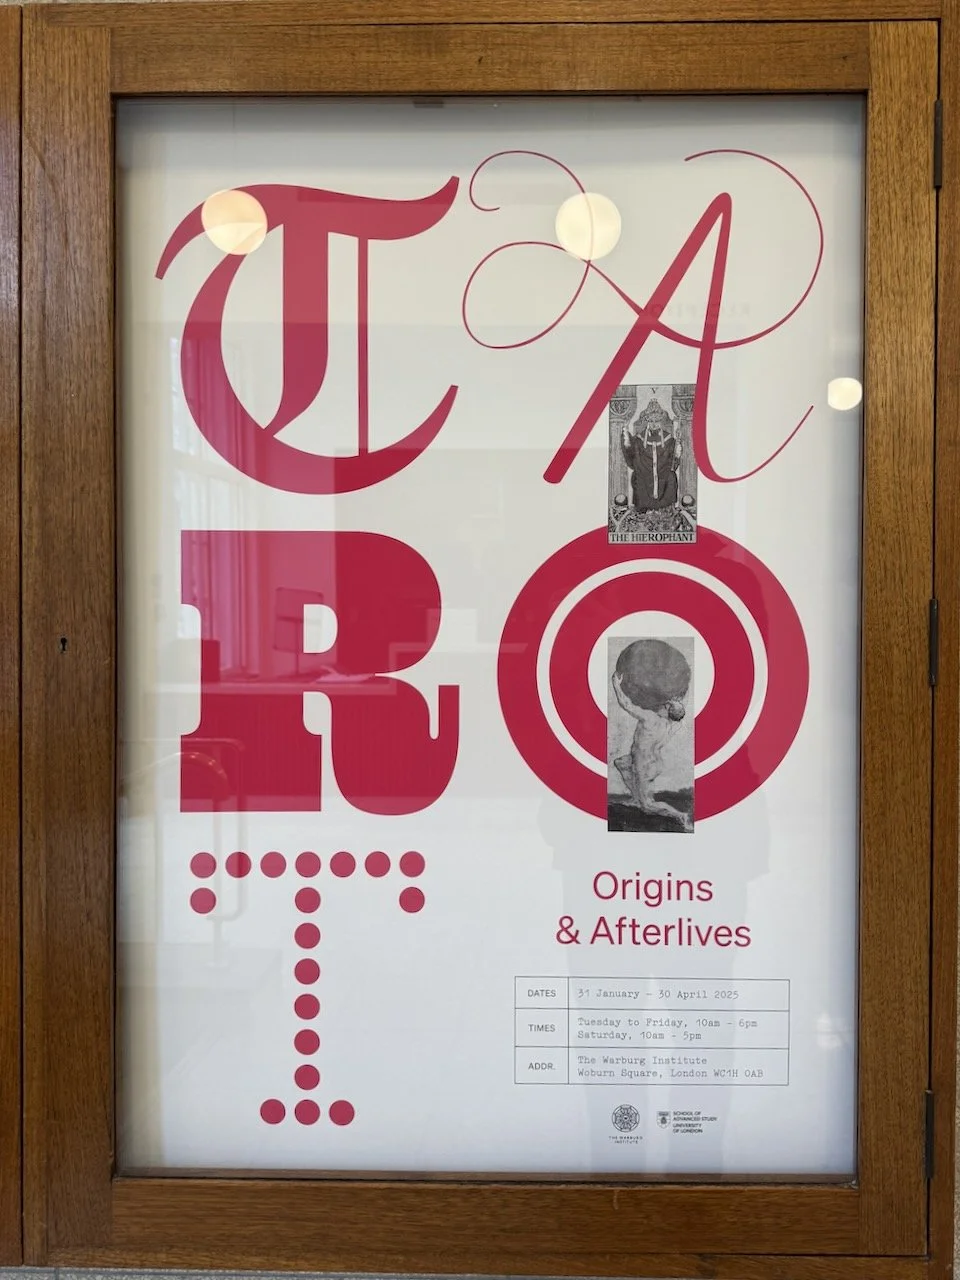 TA
V
THE HIEROPHANT
RO
T
Origins
& Afterlives
DATES 31 January – 30 April 2025
TIMES Tuesday to Friday, 10am – 6pm
Saturday, 10am – 5pm
ADDR. The Warburg Institute
Woburn Square, London WC1H 0AB
THE WARBURG
INSTITUTE
SCHOOL OF
ADVANCED STUDY
UNIVERSITY
OF LONDON